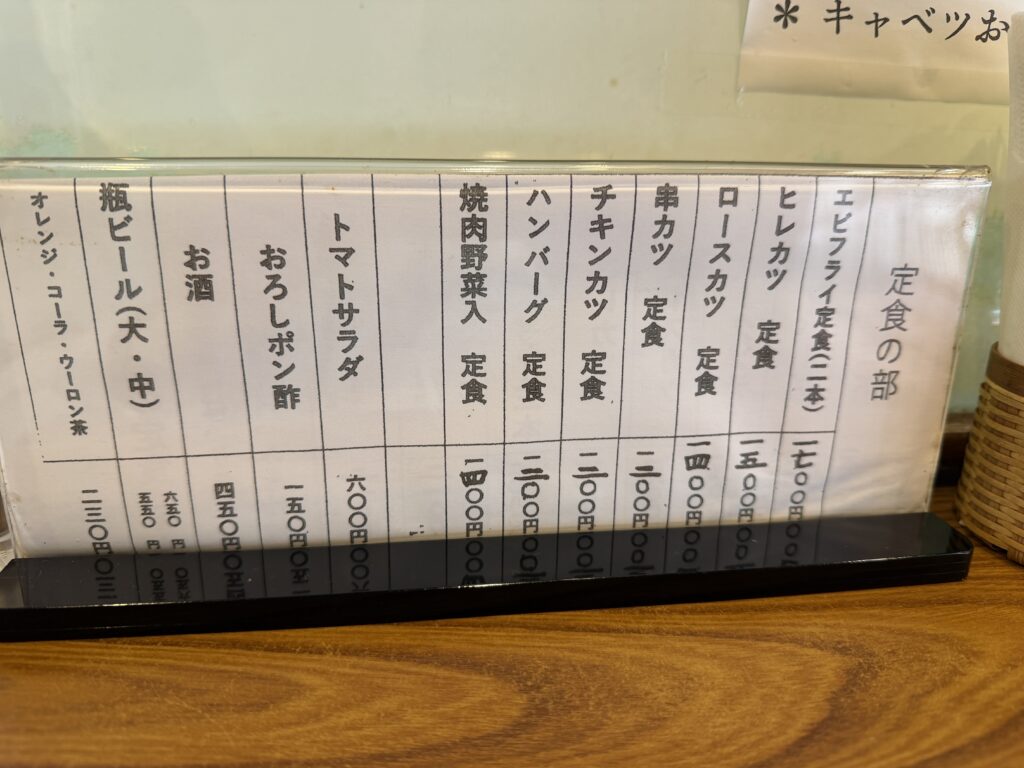 ＊ キャベツお
定食の部
エビフライ定食(二本) 一七〇〇円
ヒレカツ 定食 一五〇〇円
ロースカツ 定食 一四〇〇円
串カツ 定食 一二〇〇円
チキンカツ 定食 一二〇〇円
ハンバーグ 定食 一二〇〇円
焼肉野菜入 定食 一四〇〇円
トマトサラダ 六〇〇円
おろしポン酢 一五〇円
お酒 四五〇円
瓶ビール(大・中) 六五〇円 五五〇円
オレンジ・コーラ・ウーロン茶 二三〇円